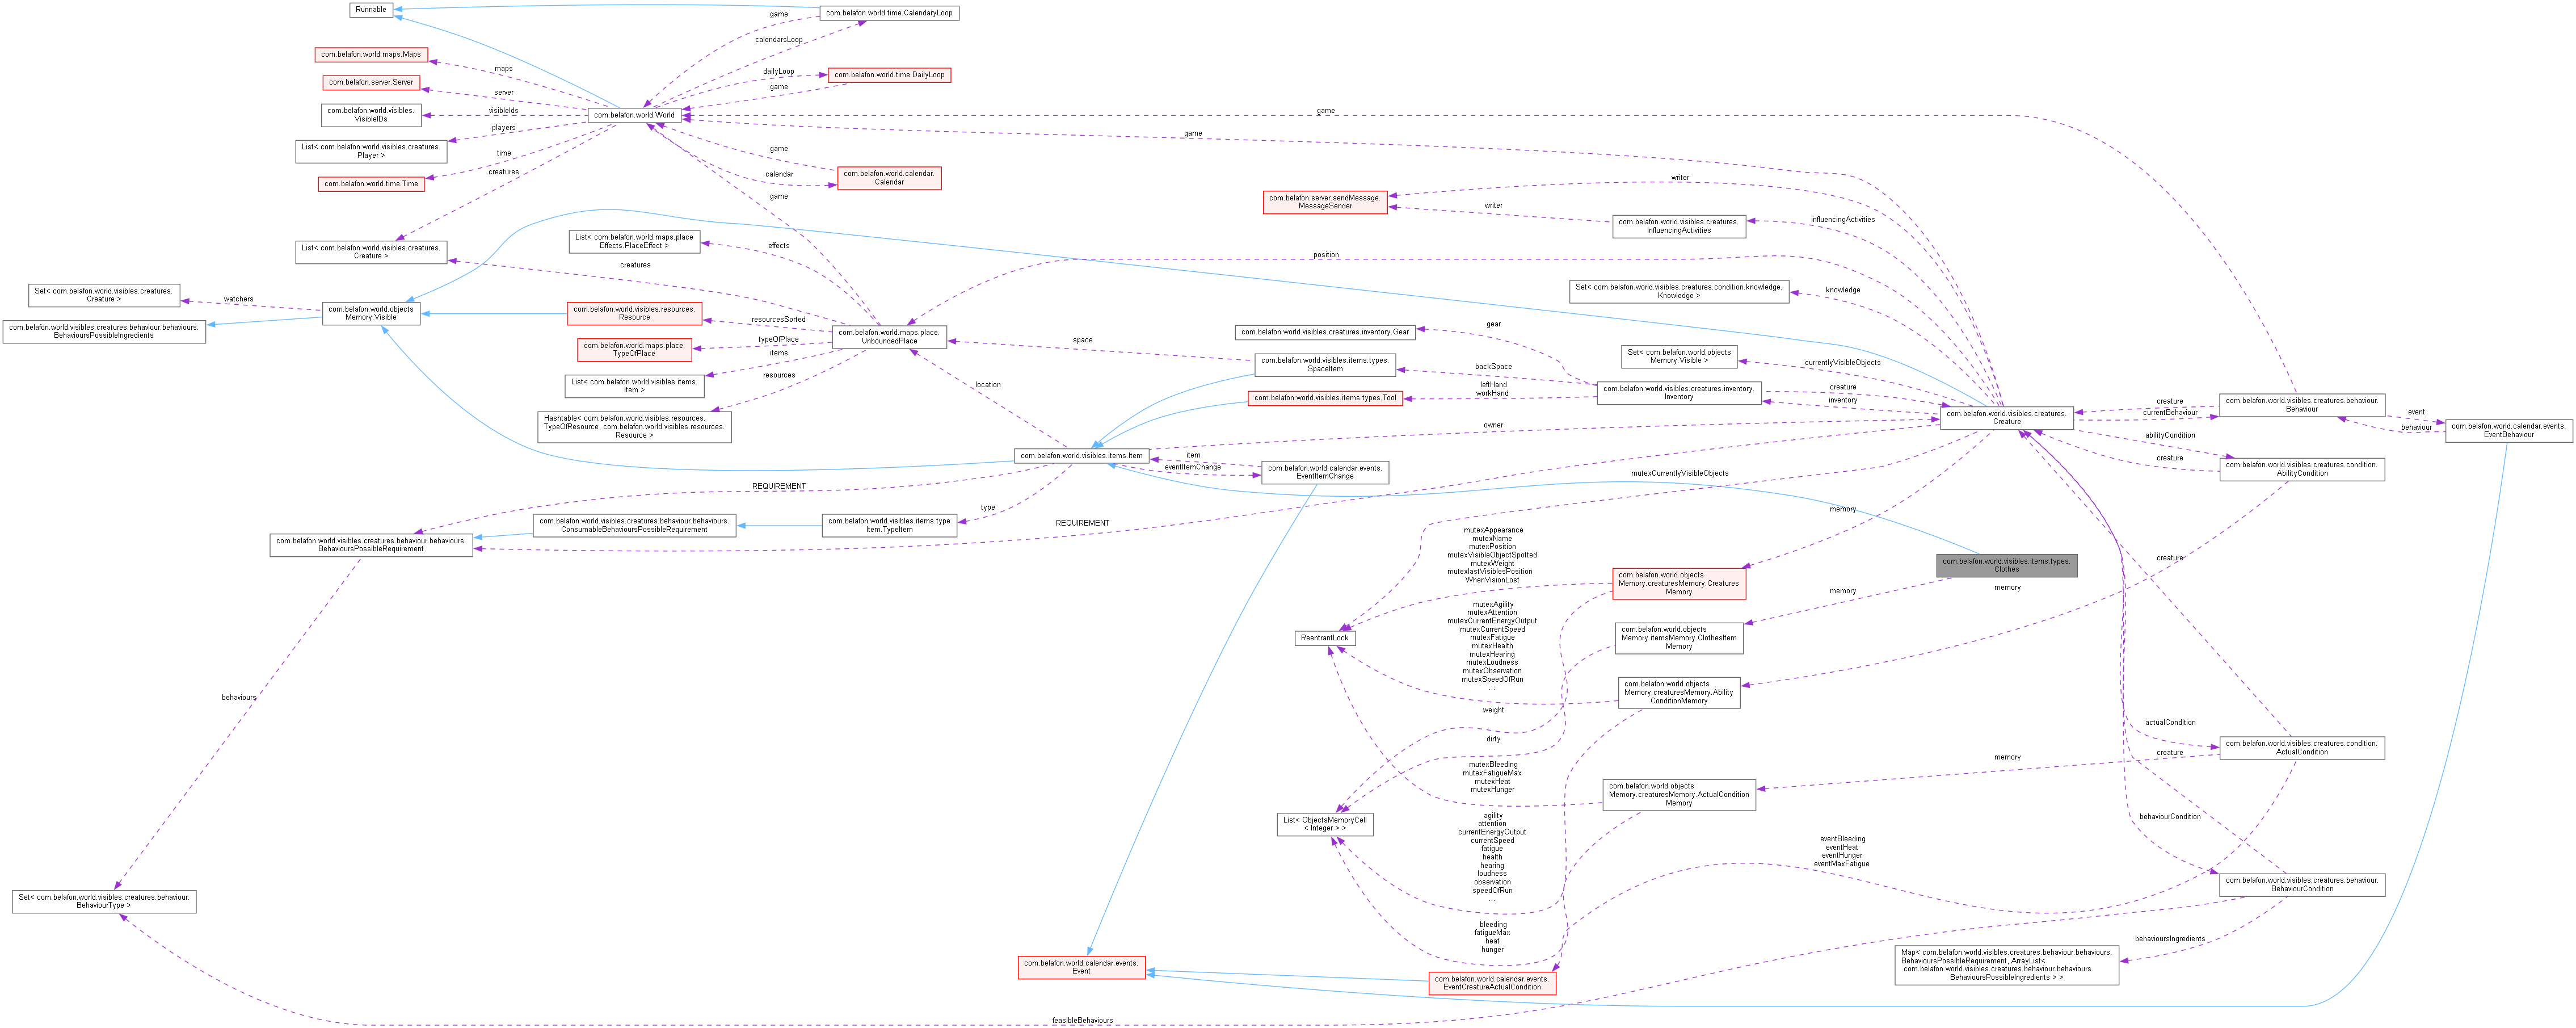 Runnable
com.belafon.world.time.CalendaryLoop
game
calendarsLoop
com.belafon.world.maps.Maps
maps
dailyLoop
com.belafon.world.time.DailyLoop
game
com.belafon.server.Server
server
com.belafon.world.visibles.
VisibleIDs
visibleIds
com.belafon.world.World
players
List< com.belafon.world.visibles.creatures.
Player >
time
com.belafon.world.time.Time
creatures
game
calendar
com.belafon.world.calendar.
Calendar
game
game
game
writer
com.belafon.server.sendMessage.
MessageSender
writer
com.belafon.world.visibles.creatures.
InfluencingActivities
influencingActivities
List< com.belafon.world.visibles.creatures.
Creature >
List< com.belafon.world.maps.place
Effects.PlaceEffect >
effects
creatures
position
Set< com.belafon.world.visibles.creatures.condition.knowledge.
Knowledge >
knowledge
Set< com.belafon.world.visibles.creatures.
Creature >
watchers
com.belafon.world.objects
Memory.Visible
com.belafon.world.visibles.resources.
Resource
resourcesSorted
com.belafon.world.maps.place.
UnboundedPlace
com.belafon.world.visibles.creatures.behaviour.behaviours.
BehavioursPossibleIngredients
com.belafon.world.maps.place.
TypeOfPlace
typeOfPlace
items
List< com.belafon.world.visibles.items.
Item >
resources
Hashtable< com.belafon.world.visibles.resources.
TypeOfResource, com.belafon.world.visibles.resources.
Resource >
space
location
com.belafon.world.visibles.creatures.inventory.Gear
gear
com.belafon.world.visibles.items.types.
SpaceItem
backSpace
com.belafon.world.visibles.items.types.Tool
leftHand
workHand
com.belafon.world.visibles.creatures.inventory.
Inventory
Set< com.belafon.world.objects
Memory.Visible >
currentlyVisibleObjects
creature
inventory
com.belafon.world.visibles.creatures.
Creature
creature
currentBehaviour
com.belafon.world.visibles.creatures.behaviour.
Behaviour
event
behaviour
com.belafon.world.calendar.events.
EventBehaviour
abilityCondition
creature
com.belafon.world.visibles.creatures.condition.
AbilityCondition
owner
com.belafon.world.visibles.items.Item
item
eventItemChange
com.belafon.world.calendar.events.
EventItemChange
mutexCurrentlyVisibleObjects
REQUIREMENT
type
REQUIREMENT
memory
com.belafon.world.visibles.creatures.behaviour.behaviours.
ConsumableBehavioursPossibleRequirement
com.belafon.world.visibles.items.type
Item.TypeItem
com.belafon.world.visibles.creatures.behaviour.behaviours.
BehavioursPossibleRequirement
mutexAppearance
mutexName
mutexPosition
mutexVisibleObjectSpotted
mutexWeight
mutexlastVisiblesPosition
WhenVisionLost
com.belafon.world.objects
Memory.creaturesMemory.Creatures
Memory
com.belafon.world.visibles.items.types.
Clothes
memory
creature
memory
ReentrantLock
mutexAgility
mutexAttention
mutexCurrentEnergyOutput
mutexCurrentSpeed
mutexFatigue
mutexHealth
mutexHearing
mutexLoudness
mutexObservation
mutexSpeedOfRun
...
com.belafon.world.objects
Memory.itemsMemory.ClothesItem
Memory
com.belafon.world.objects
Memory.creaturesMemory.Ability
ConditionMemory
behaviours
weight
dirty
actualCondition
creature
com.belafon.world.visibles.creatures.condition.
ActualCondition
memory
mutexBleeding
mutexFatigueMax
mutexHeat
mutexHunger
com.belafon.world.objects
Memory.creaturesMemory.ActualCondition
Memory
List< ObjectsMemoryCell
< Integer > >
agility
attention
currentEnergyOutput
currentSpeed
fatigue
health
hearing
loudness
observation
speedOfRun
...
behaviourCondition
eventBleeding
eventHeat
eventHunger
eventMaxFatigue
com.belafon.world.visibles.creatures.behaviour.
BehaviourCondition
Set< com.belafon.world.visibles.creatures.behaviour.
BehaviourType >
bleeding
fatigueMax
heat
hunger
behavioursIngredients
Map< com.belafon.world.visibles.creatures.behaviour.behaviours.
BehavioursPossibleRequirement, ArrayList<
com.belafon.world.visibles.creatures.behaviour.behaviours.
BehavioursPossibleIngredients > >
com.belafon.world.calendar.events.
Event
com.belafon.world.calendar.events.
EventCreatureActualCondition
feasibleBehaviours